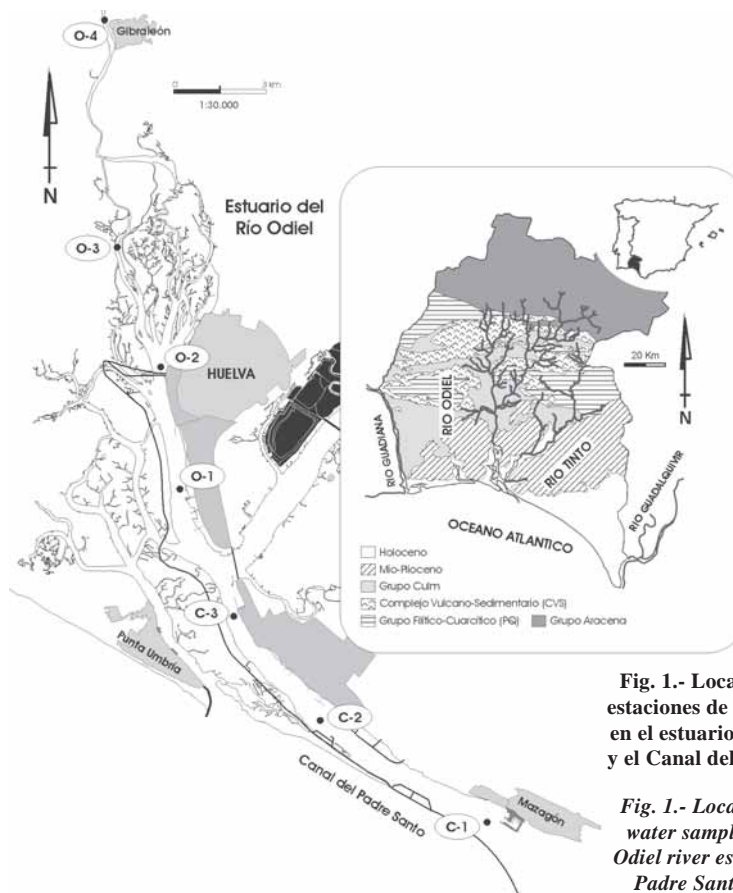 O-4
Gibraleón
0 3 km
1:30.000
N
Estuario del
Río Odiel
O-3
O-2
HUELVA
O-1
C-3
Punta Umbría
C-2
Canal del Padre Santo
C-1
Mazagón
20 Km
N
RIO GUADIANA
RIO ODIEL
RIO TINTO
RIO GUADALQUIVIR
OCEANO ATLANTICO
Holoceno
Mio-Plioceno
Grupo Culm
Complejo Vulcano-Sedimentario (CVS)
Grupo Filítico-Cuarcítico (PQ) Grupo Aracena
Fig. 1.- Loca
estaciones de
en el estuario
y el Canal del
Fig. 1.- Loca
water sampl
Odiel river es
Padre Sant